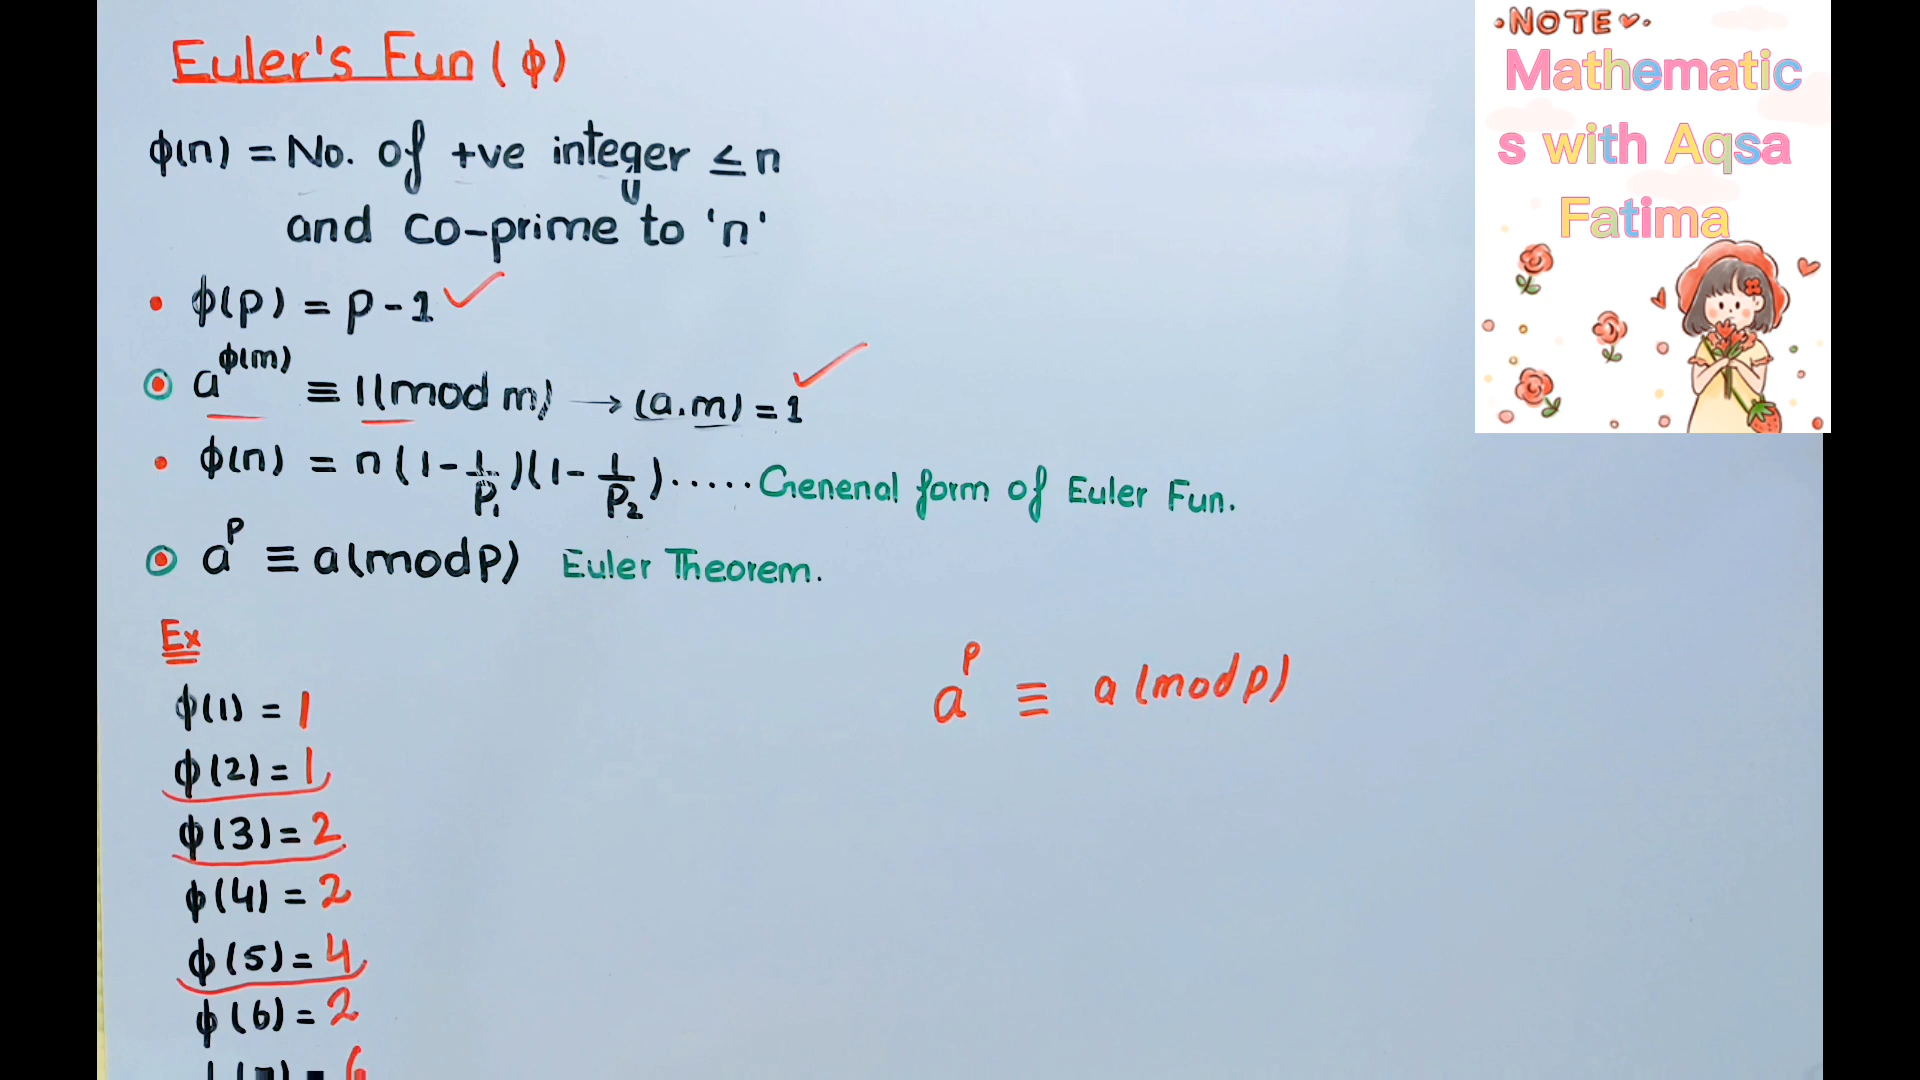 Euler's Fun (ϕ)
ϕ(n) = No. of +ve integer ≤ n
and co-prime to 'n'
• ϕ(p) = p - 1 ✓
a^ϕ(m) ≡ 1(mod m) → (a.m) = 1 ✓
• ϕ(n) = n(1-1/P₁)(1-1/P₂)..... Genenal form of Euler Fun.
a^p ≡ a(mod p) Euler Theorem.
Ex
ϕ(1) = 1
ϕ(2) = 1
ϕ(3) = 2
ϕ(4) = 2
ϕ(5) = 4
ϕ(6) = 2
a^p ≡ a (mod p)
•NOTE♥•
Mathematic
s with Aqsa
Fatima